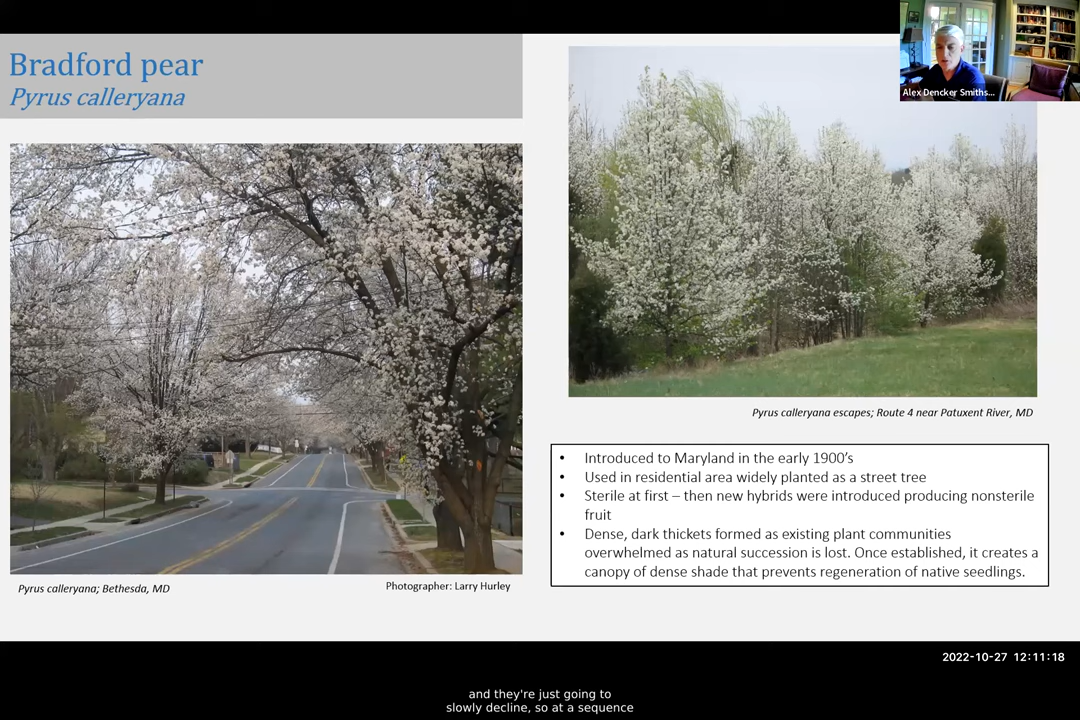 Bradford pear
Pyrus calleryana
Alex Dencker Smiths...
Pyrus calleryana escapes; Route 4 near Patuxent River, MD
• Introduced to Maryland in the early 1900's
• Used in residential area widely planted as a street tree
• Sterile at first – then new hybrids were introduced producing nonsterile
fruit
• Dense, dark thickets formed as existing plant communities
overwhelmed as natural succession is lost. Once established, it creates a
canopy of dense shade that prevents regeneration of native seedlings.
Pyrus calleryana; Bethesda, MD
Photographer: Larry Hurley
2022-10-27 12:11:18
and they're just going to
slowly decline, so at a sequence